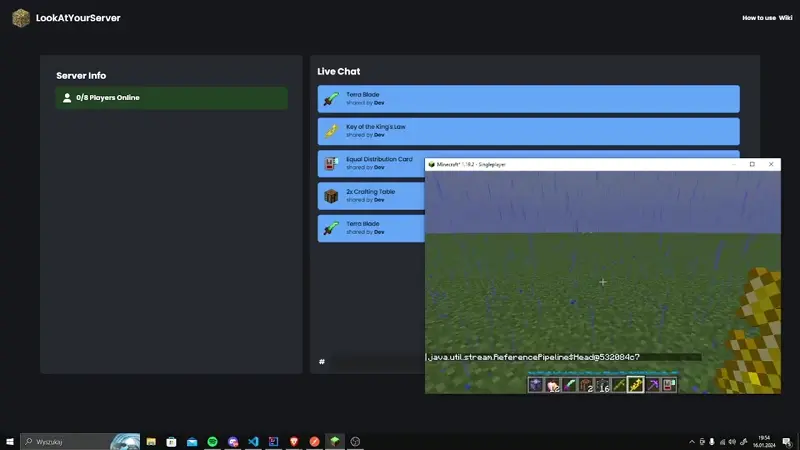 LookAtYourServer
How to use Wiki
Server Info
0/8 Players Online
Live Chat
Terra Blade
shared by Dev
Key of the King's Law
shared by Dev
Equal Distribution Card
shared by Dev
2x Crafting Table
shared by Dev
Terra Blade
shared by Dev
#
Minecraft* 1.18.2 - Singleplayer
java.util.stream.ReferencePipeline$Head@532084c7
12 2 16
Wyszukaj
19:54
16.01.2024